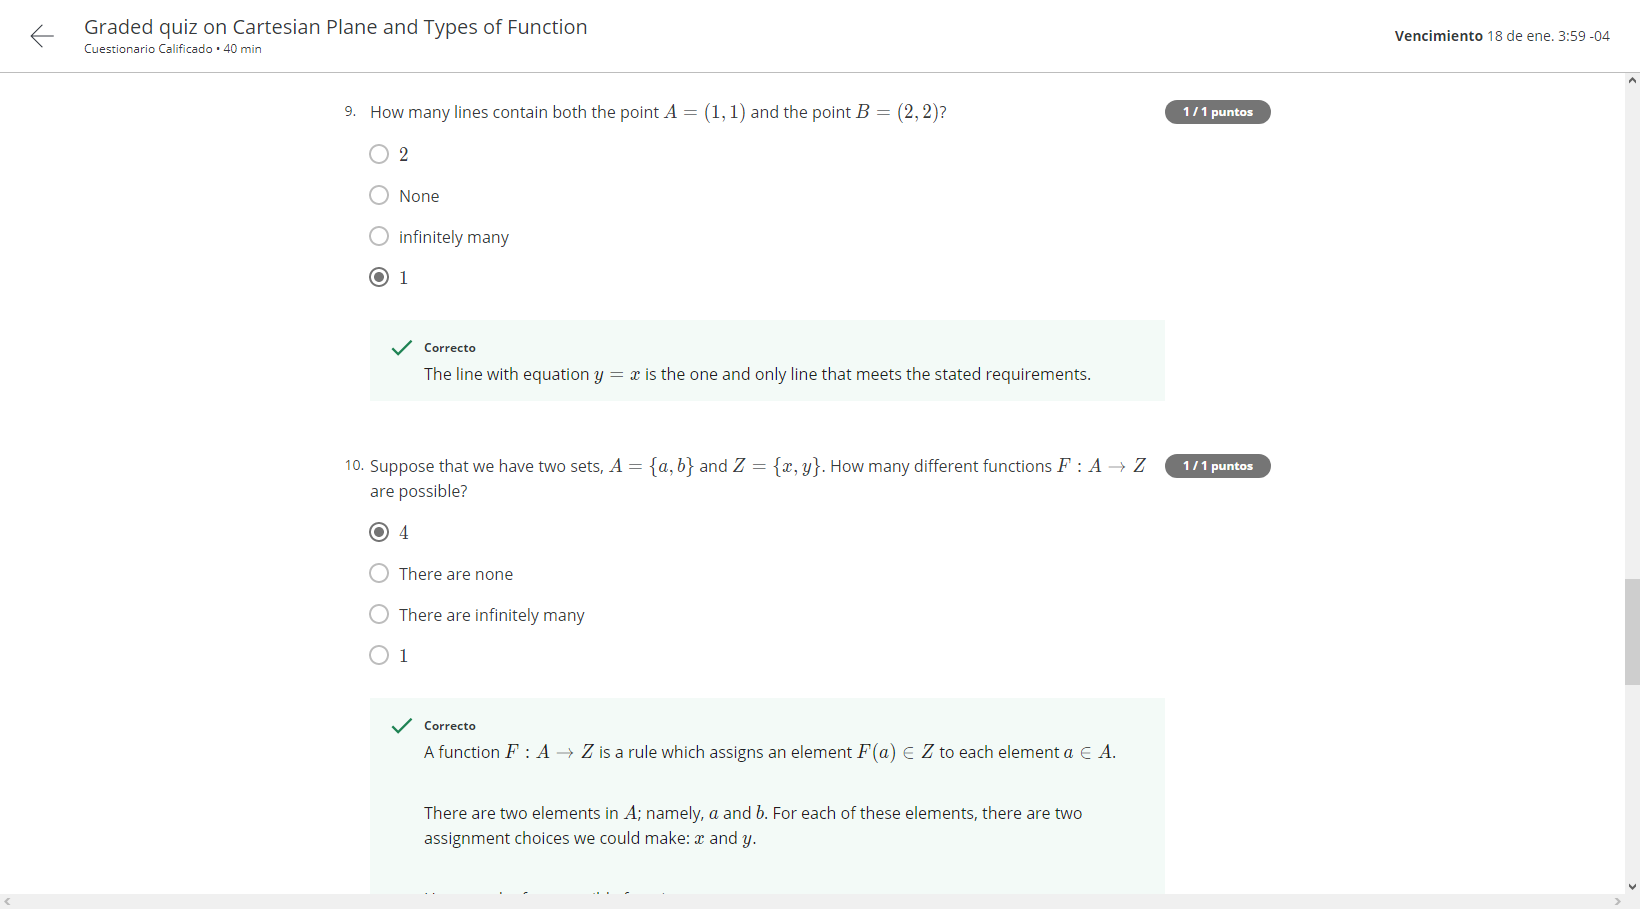 Graded quiz on Cartesian Plane and Types of Function
Cuestionario Calificado • 40 min
Vencimiento 18 de ene. 3:59 -04
9. How many lines contain both the point A = (1, 1) and the point B = (2, 2)?
1 / 1 puntos
2
None
infinitely many
1
Correcto
The line with equation y = x is the one and only line that meets the stated requirements.
10. Suppose that we have two sets, A = {a, b} and Z = {x, y}. How many different functions F : A → Z
are possible?
1 / 1 puntos
4
There are none
There are infinitely many
1
Correcto
A function F : A → Z is a rule which assigns an element F(a) ∈ Z to each element a ∈ A.
There are two elements in A; namely, a and b. For each of these elements, there are two
assignment choices we could make: x and y.